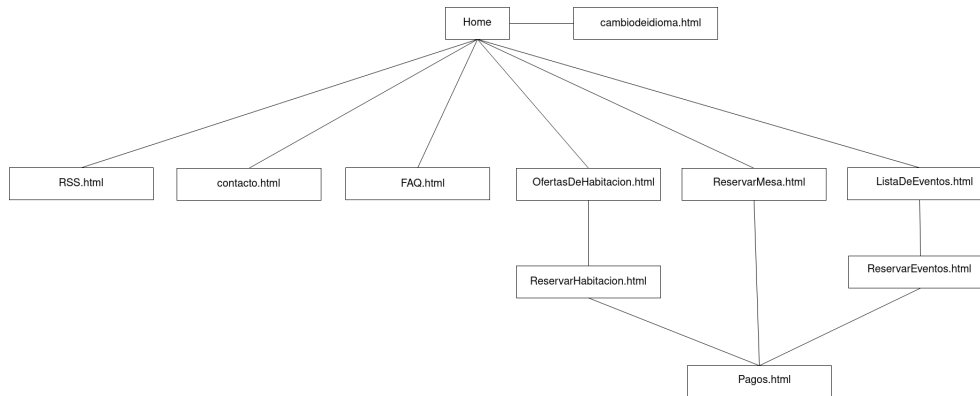 Home
cambiodeidioma.html
RSS.html
contacto.html
FAQ.html
OfertasDeHabitacion.html
ReservarMesa.html
ListaDeEventos.html
ReservarHabitacion.html
ReservarEventos.html
Pagos.html